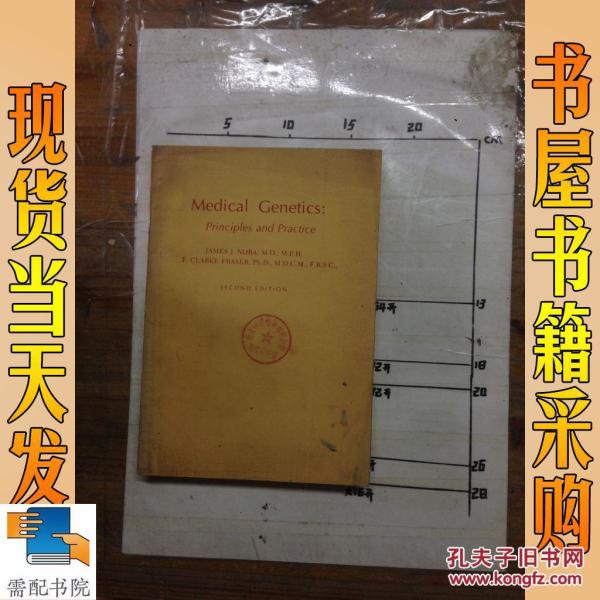 现货当天发
书屋书籍采购
5 10 15 20 CM
Medical Genetics:
Principles and Practice
JAMES J. NORA, M.D., M.P.H.
F. CLARKE FRASER, Ph.D., M.D.C.M., F.R.S.C.,
SECOND EDITION
13
18
20
26
28
需配书院
孔夫子旧书网
www.kongfz.com